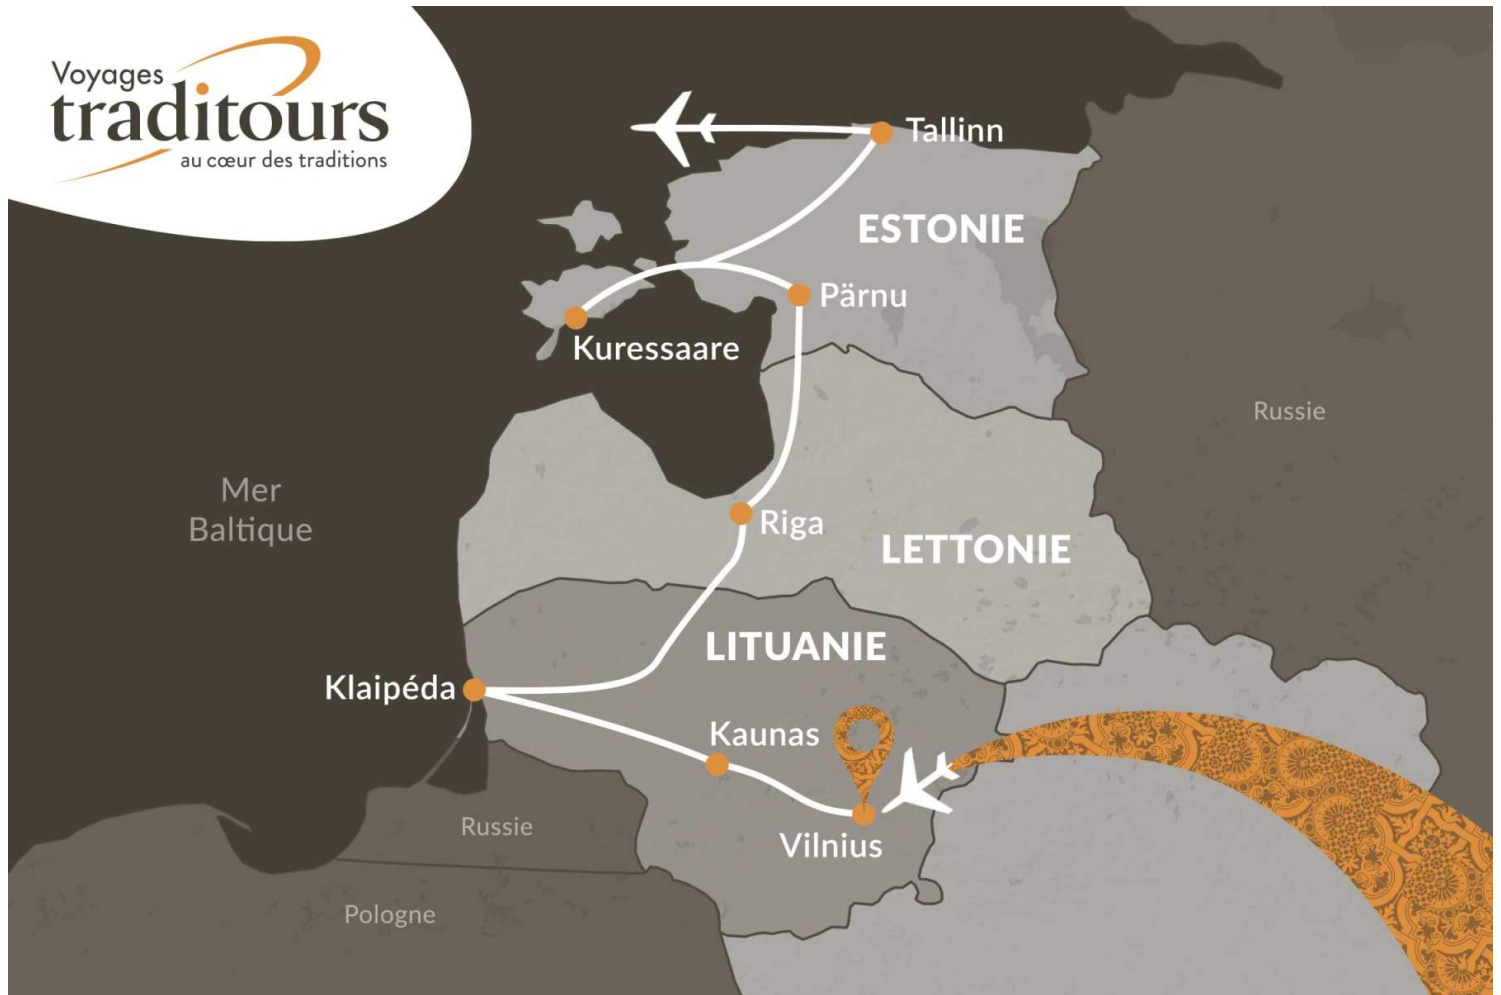 Voyages
traditours
au cœur des traditions
Tallinn
ESTONIE
Pärnu
Kuressaare
Russie
Mer
Baltique
Riga
LETTONIE
LITUANIE
Klaipéda
Kaunas
Vilnius
Russie
Pologne